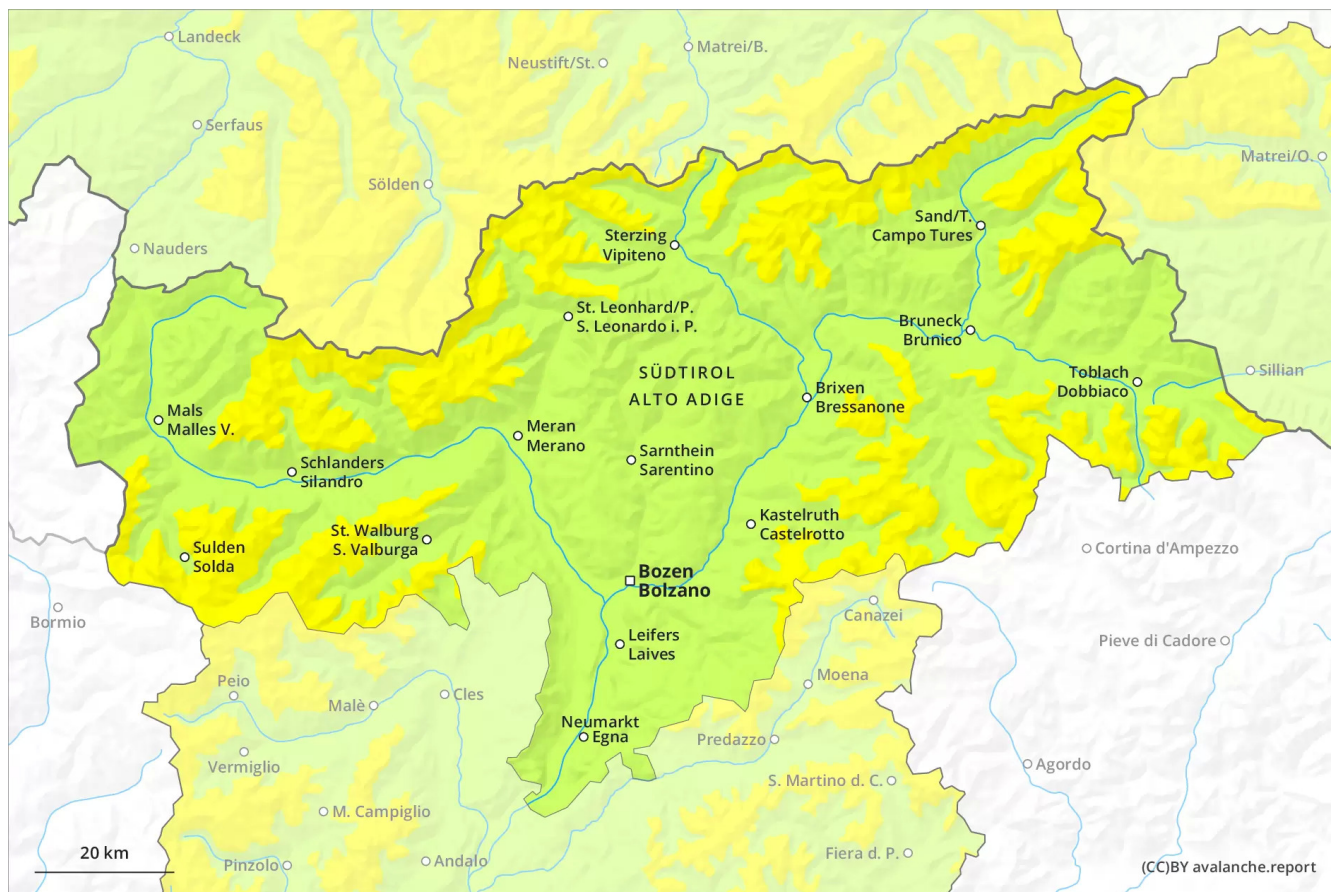 Landeck
Matrei/B.
Neustift/St.
Serfaus
Matrei/O.
Sölden
Sand/T.
Campo Tures
Sterzing
Vipiteno
Nauders
St. Leonhard/P.
S. Leonardo i. P.
Bruneck
Brunico
SÜDTIROL
ALTO ADIGE
Toblach
Dobbiaco
Sillian
Brixen
Bressanone
Mals
Malles V.
Meran
Merano
Sarnthein
Sarentino
Schlanders
Silandro
Kastelruth
Castelrotto
St. Walburg
S. Valburga
Sulden
Solda
Cortina d'Ampezzo
Bozen
Bolzano
Bormio
Canazei
Leifers
Laives
Pieve di Cadore
Moena
Peio
Malè
Cles
Neumarkt
Egna
Predazzo
Vermiglio
Agordo
S. Martino d. C.
M. Campiglio
20 km
Pinzolo
Andalo
Fiera d. P.
(CC)BY avalanche.report